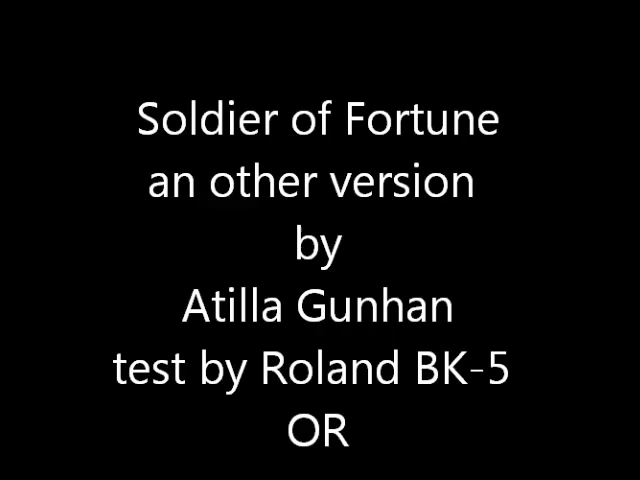 Soldier of Fortune
an other version
by
Atilla Gunhan
test by Roland BK-5
OR